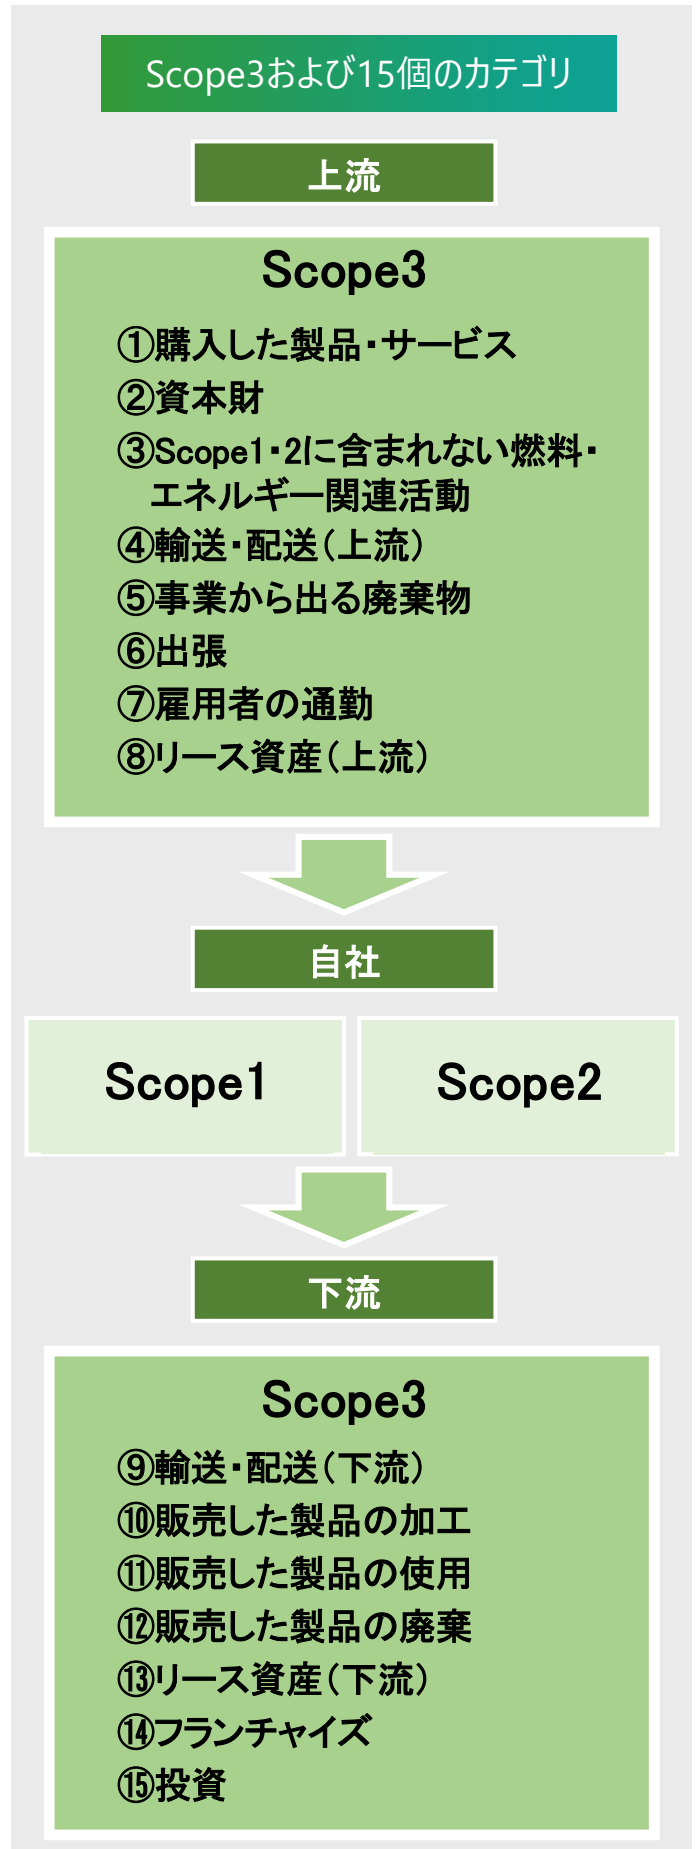 Scope3および15個のカテゴリ
上流
Scope3
①購入した製品・サービス
②資本財
③Scope1・2に含まれない燃料・
エネルギー関連活動
④輸送・配送（上流）
⑤事業から出る廃棄物
⑥出張
⑦雇用者の通勤
⑧リース資産（上流）
自社
Scope1
Scope2
下流
Scope3
⑨輸送・配送（下流）
⑩販売した製品の加工
⑪販売した製品の使用
⑫販売した製品の廃棄
⑬リース資産（下流）
⑭フランチャイズ
⑮投資